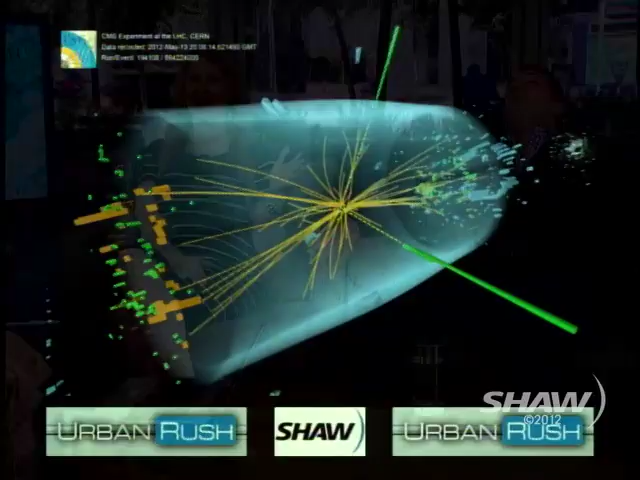 CMS Experiment at the LHC, CERN
Data recorded: 2012-May-13 20:08:14.621490 GMT
Run/Event: 194108 / 564224000
SHAW)
©2012
URBAN RUSH
SHAW)
URBAN RUSH